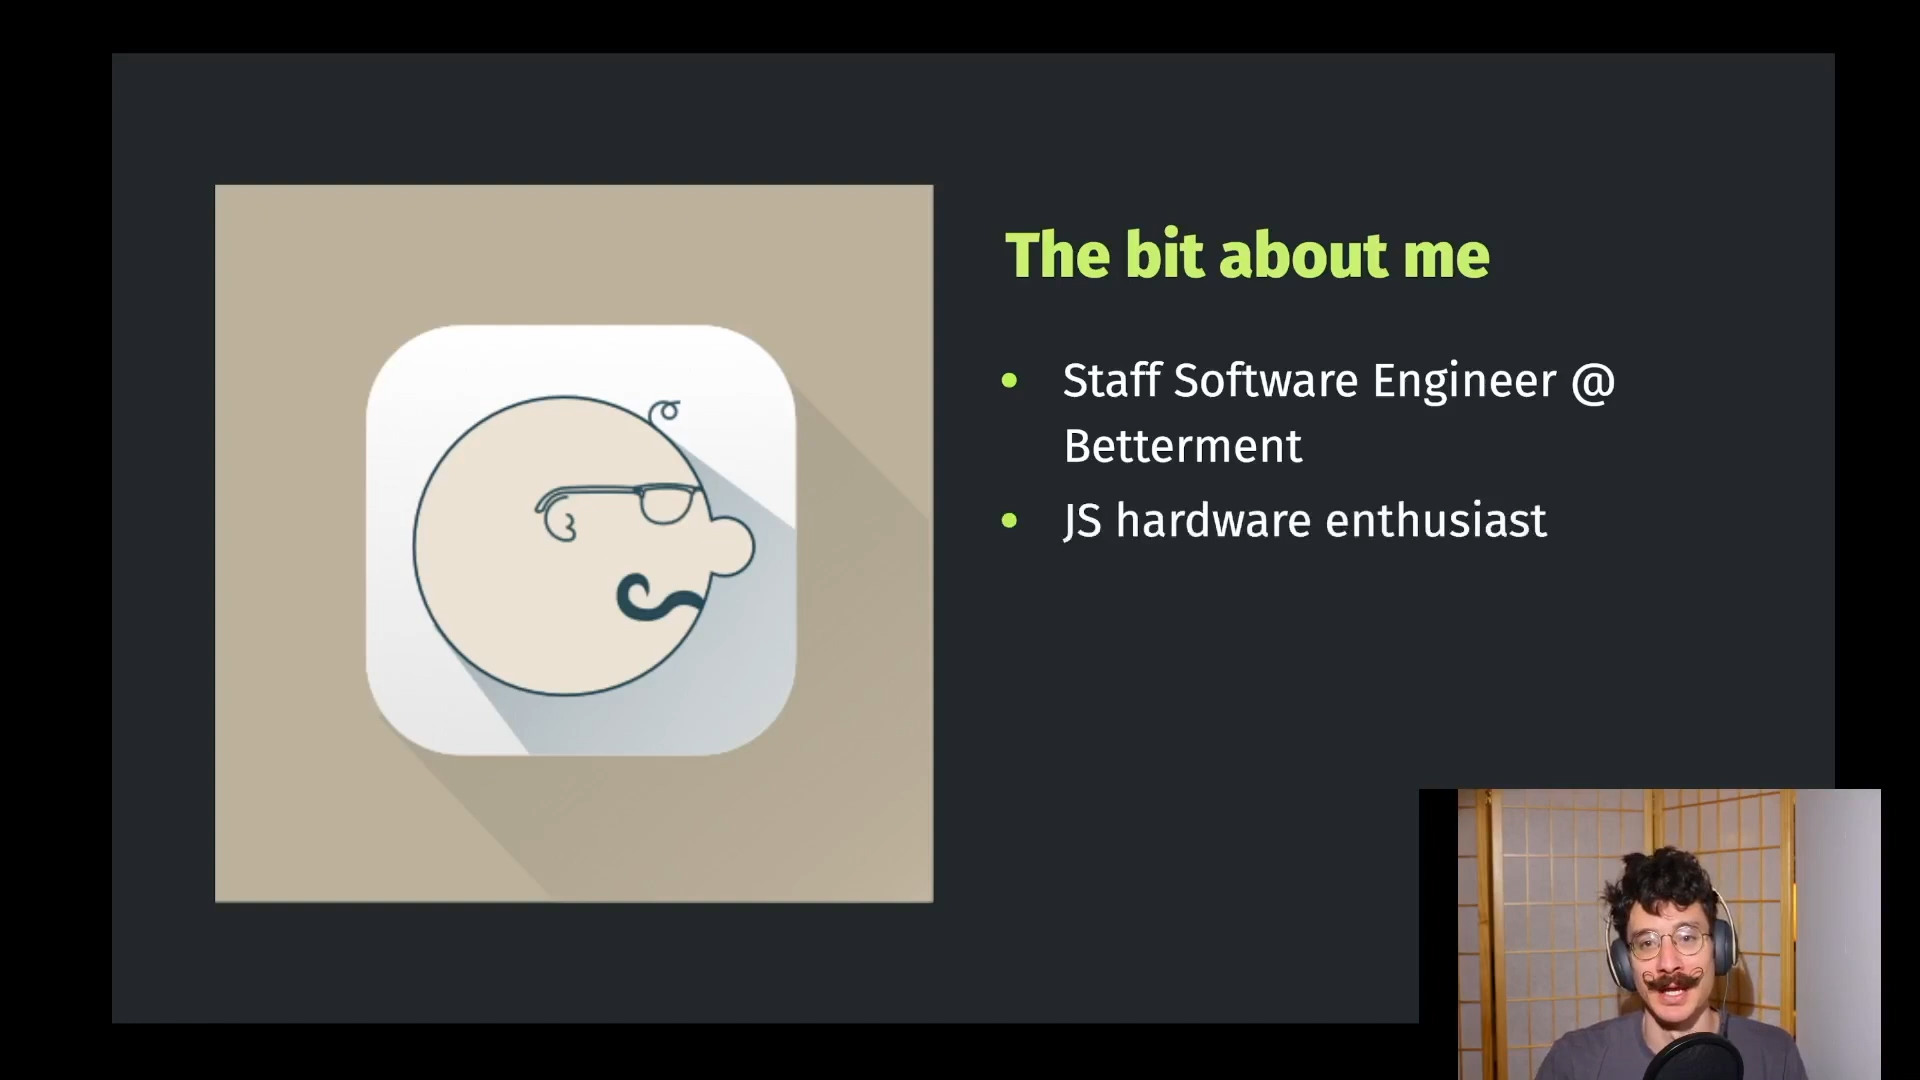 The bit about me
• Staff Software Engineer @
Betterment
• JS hardware enthusiast